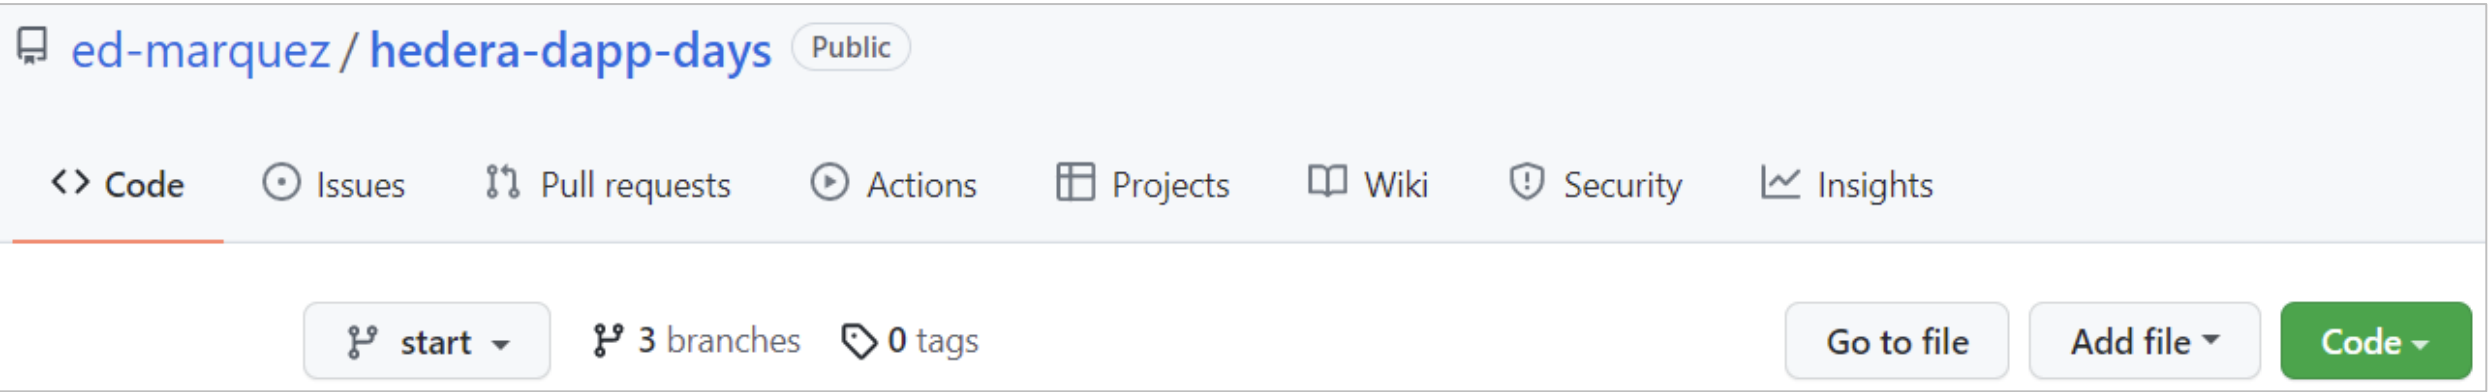 ed-marquez / hedera-dapp-days Public
Code Issues Pull requests Actions Projects Wiki Security Insights
start 3 branches 0 tags Go to file Add file Code